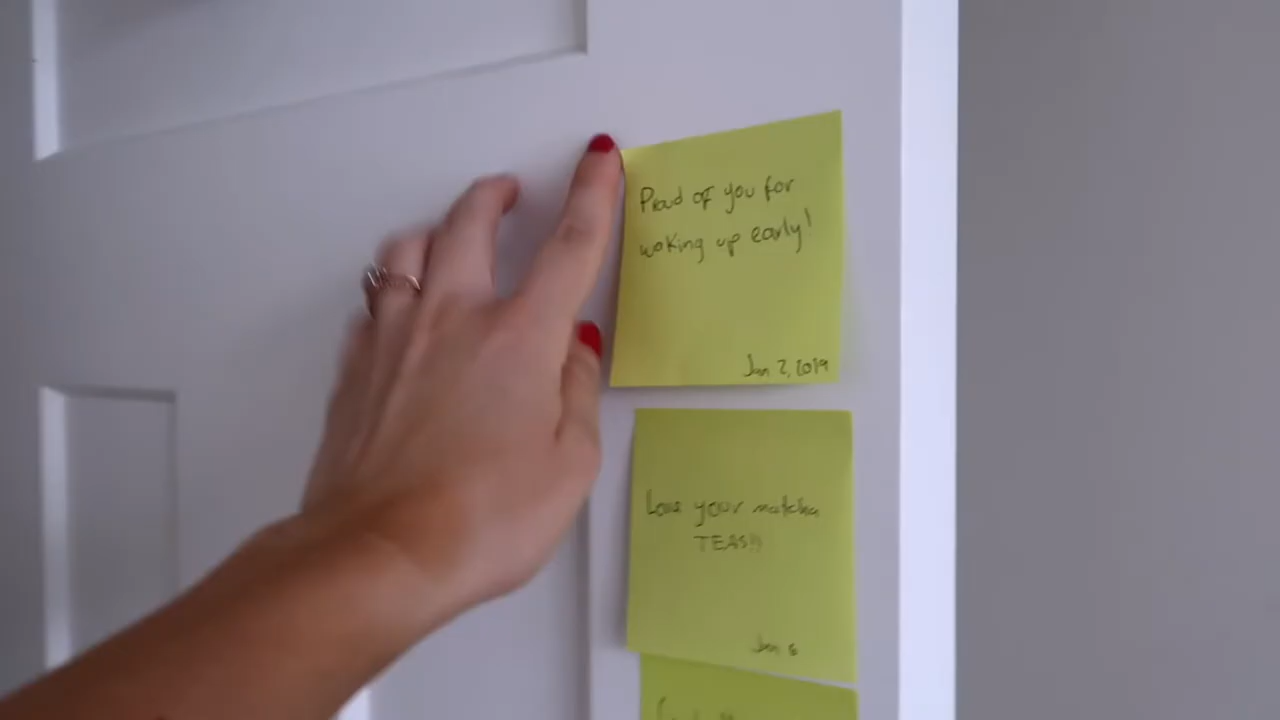 Proud of you for
waking up early!
Jan 2, 2019
Love your matcha
TEAS!!
Jan 6